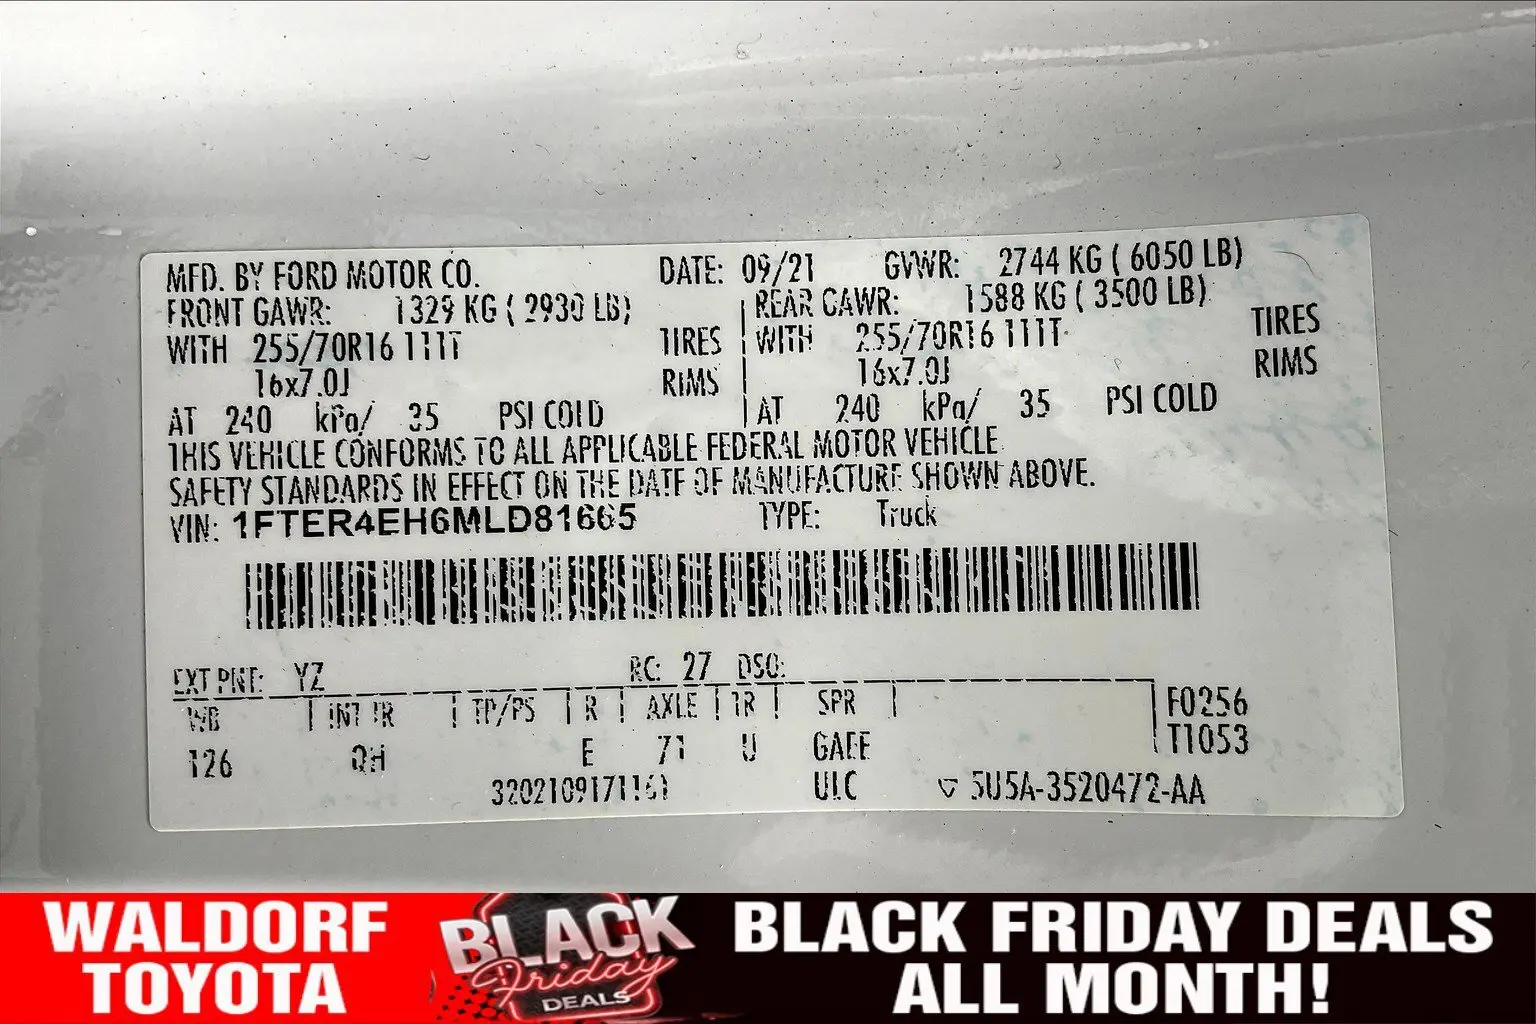 MFD. BY FORD MOTOR CO. DATE: 09/21 GVWR: 2744 KG ( 6050 LB)
FRONT GAWR: 1329 KG ( 2930 LB) REAR GAWR: 1588 KG ( 3500 LB)
WITH 255/70R16 111T TIRES WITH 255/70R16 111T TIRES
16x7.0J RIMS 16x7.0J RIMS
AT 240 kPa/ 35 PSI COLD AT 240 kPa/ 35 PSI COLD
THIS VEHICLE CONFORMS TO ALL APPLICABLE FEDERAL MOTOR VEHICLE
SAFETY STANDARDS IN EFFECT ON THE DATE OF MANUFACTURE SHOWN ABOVE.
VIN: 1FTER4EH6MLD81665 TYPE: Truck
EXT PNT: YZ RC: 27 DSO:
WB INT TR TP/PS R AXLE TR SPR F0256
126 QH E 71 U GAEE T1053
3202109171161 ULC 5U5A-3520472-AA
WALDORF TOYOTA
BLACK Friday DEALS
BLACK FRIDAY DEALS
ALL MONTH!